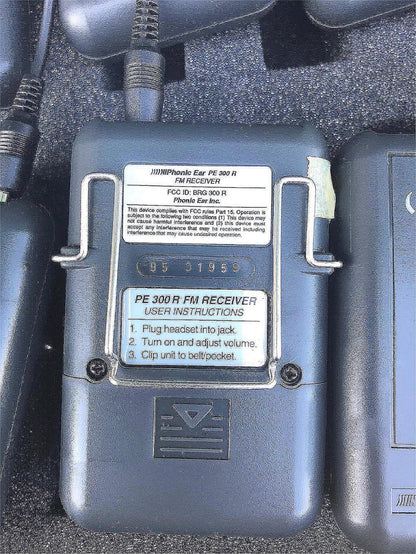 Phonic Ear PE 300 R
FM RECEIVER
FCC ID: BRG 300 R
Phonic Ear Inc.
This device complies with FCC rules Part 15. Operation is
subject to the following two conditions (1) This device may
not cause harmful interference and (2) this device must
accept any interference that may be received including
interference that may cause undesired operation.
95 31959
PE 300 R FM RECEIVER
USER INSTRUCTIONS
1. Plug headset into jack.
2. Turn on and adjust volume.
3. Clip unit to belt/pocket.